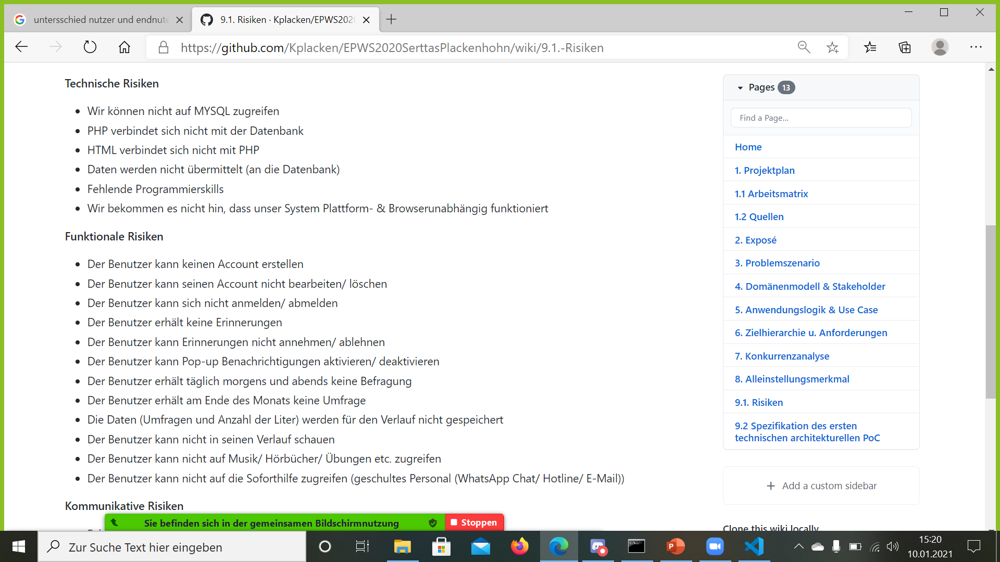 untersschied nutzer und endnute
9.1. Risiken · Kplacken/EPWS202
https://github.com/Kplacken/EPWS2020SerttasPlackenhohn/wiki/9.1.-Risiken
Technische Risiken
Wir können nicht auf MYSQL zugreifen
PHP verbindet sich nicht mit der Datenbank
HTML verbindet sich nicht mit PHP
Daten werden nicht übermittelt (an die Datenbank)
Fehlende Programmierskills
Wir bekommen es nicht hin, dass unser System Plattform- & Browserunabhängig funktioniert
Funktionale Risiken
Der Benutzer kann keinen Account erstellen
Der Benutzer kann seinen Account nicht bearbeiten/ löschen
Der Benutzer kann sich nicht anmelden/ abmelden
Der Benutzer erhält keine Erinnerungen
Der Benutzer kann Erinnerungen nicht annehmen/ ablehnen
Der Benutzer kann Pop-up Benachrichtigungen aktivieren/ deaktivieren
Der Benutzer erhält täglich morgens und abends keine Befragung
Der Benutzer erhält am Ende des Monats keine Umfrage
Die Daten (Umfragen und Anzahl der Liter) werden für den Verlauf nicht gespeichert
Der Benutzer kann nicht in seinen Verlauf schauen
Der Benutzer kann nicht auf Musik/ Hörbücher/ Übungen etc. zugreifen
Der Benutzer kann nicht auf die Soforthilfe zugreifen (geschultes Personal (WhatsApp Chat/ Hotline/ E-Mail))
Kommunikative Risiken
Pages 13
Find a Page...
Home
1. Projektplan
1.1 Arbeitsmatrix
1.2 Quellen
2. Exposé
3. Problemszenario
4. Domänenmodell & Stakeholder
5. Anwendungslogik & Use Case
6. Zielhierarchie u. Anforderungen
7. Konkurrenzanalyse
8. Alleinstellungsmerkmal
9.1. Risiken
9.2 Spezifikation des ersten
technischen architekturellen PoC
+ Add a custom sidebar
Clone this wiki locally
Sie befinden sich in der gemeinsamen Bildschirmnutzung
Stoppen
Zur Suche Text hier eingeben
15:20
10.01.2021